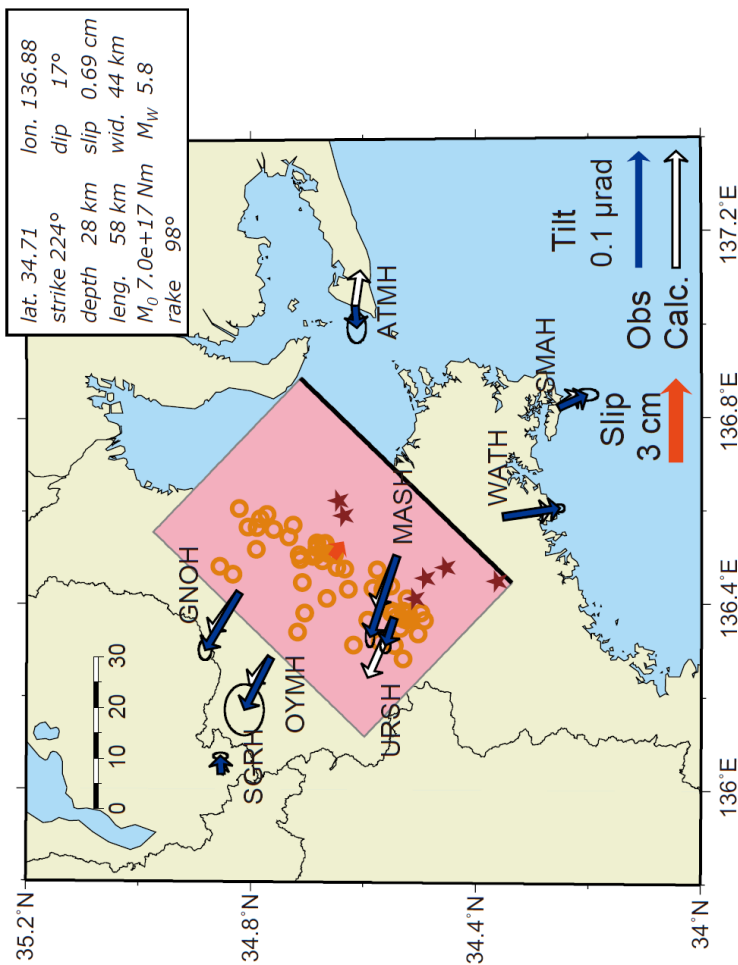 lat. 34.71 lon. 136.88
strike 224° dip 17°
depth 28 km slip 0.69 cm
leng. 58 km wid. 44 km
M₀ 7.0e+17 Nm Mw 5.8
rake 98°
35.2˚N
34.8˚N
34.4˚N
34˚N
136˚E
136.4˚E
136.8˚E
137.2˚E
0 10 20 30
GNOH
OYMH
SGRH
URSH
MASH
WATH
SMAH
ATMH
Tilt
0.1 μrad
Slip
3 cm
Obs
Calc.